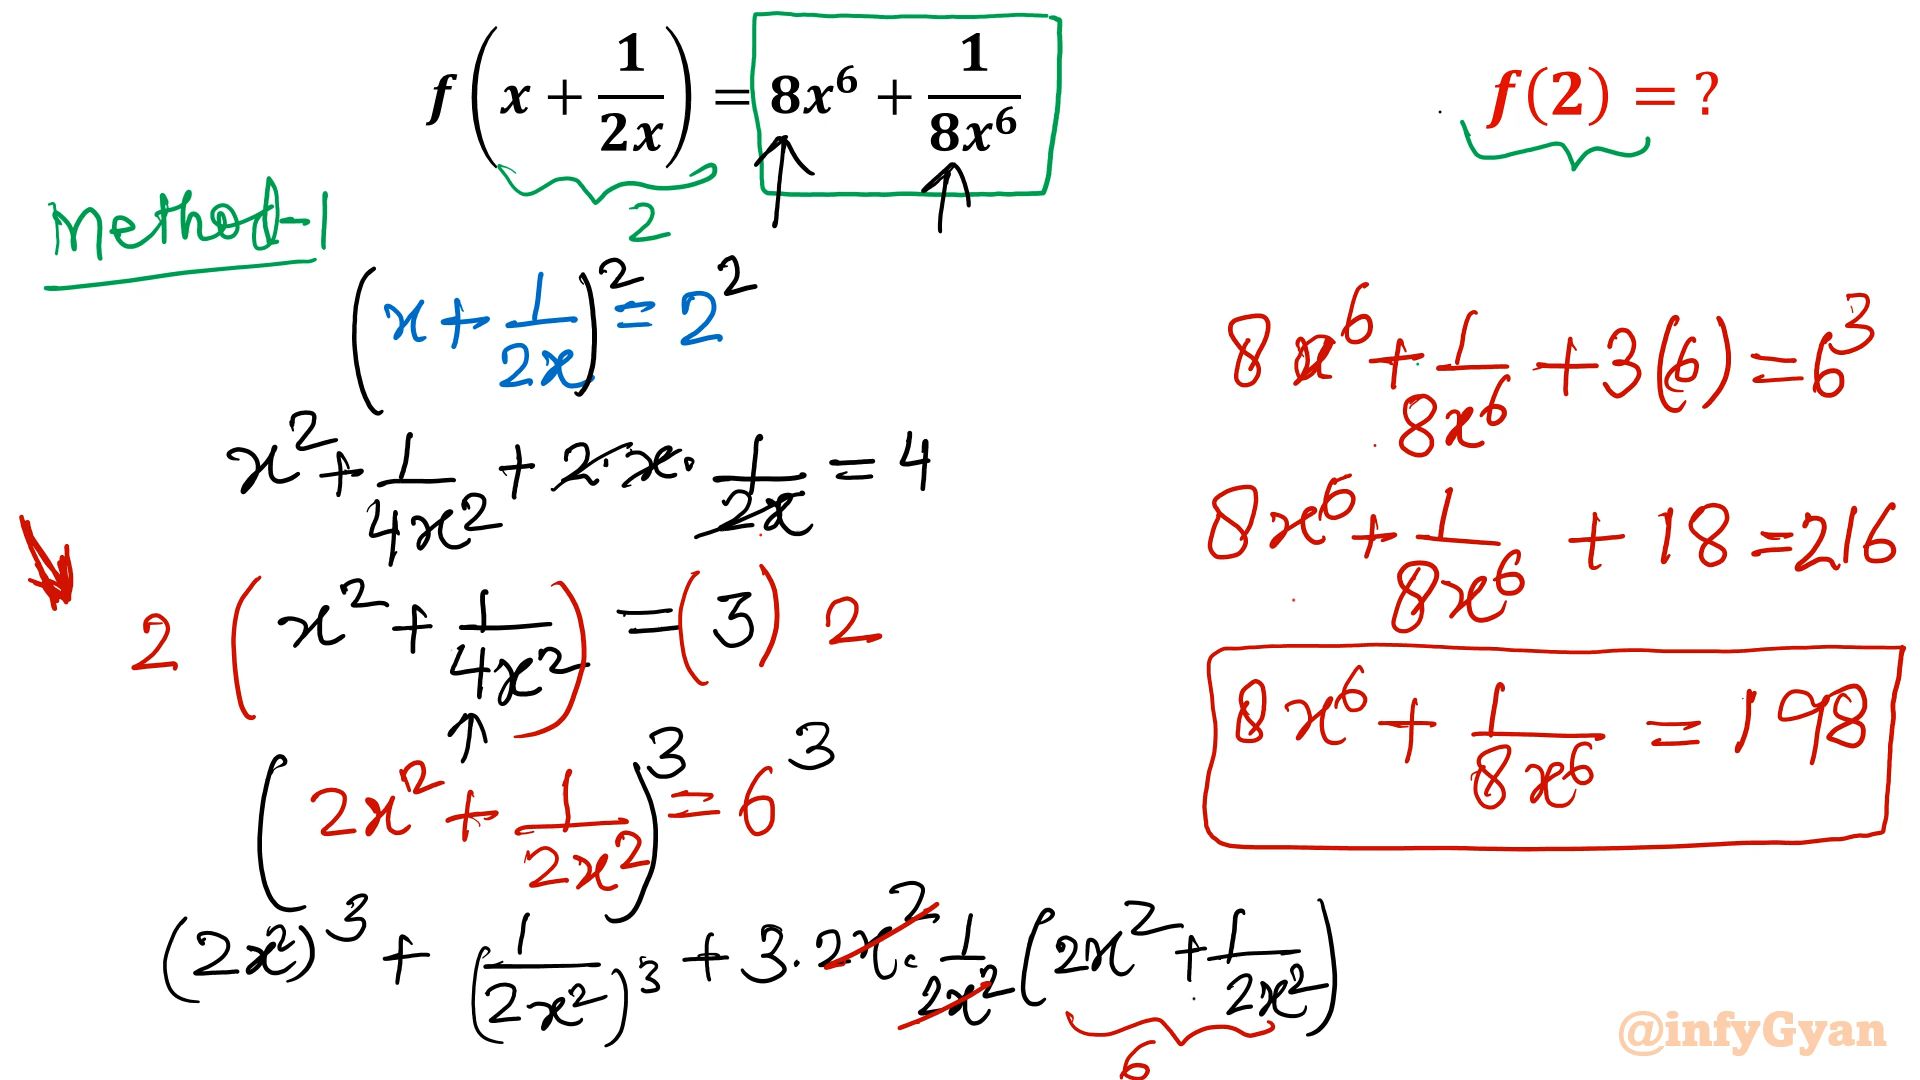 f(x + 1/2x) = 8x⁶ + 1/8x⁶
f(2) = ?
2
Method-1
(x + 1/2x)² = 2²
x² + 1/4x² + 2·x·1/2x = 4
2 (x² + 1/4x²) = (3) 2
(2x² + 1/2x²)³ = 6³
(2x²)³ + (1/2x²)³ + 3·2x²·1/2x² (2x² + 1/2x²)
6
8x⁶ + 1/8x⁶ + 3(6) = 6³
8x⁶ + 1/8x⁶ + 18 = 216
8x⁶ + 1/8x⁶ = 198
@infyGyan